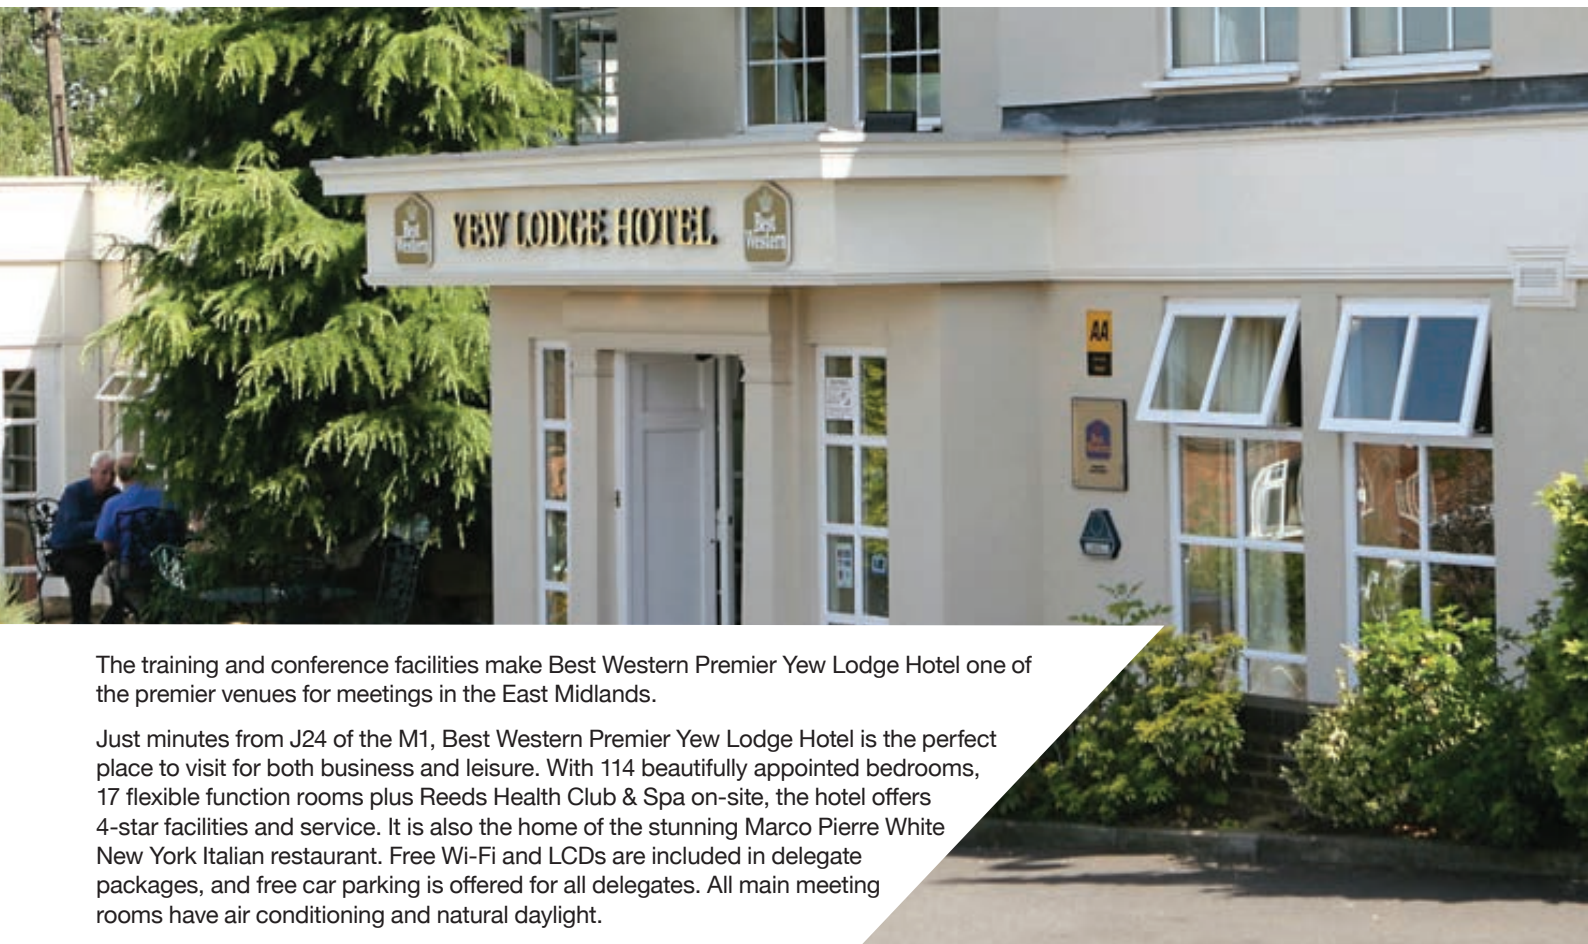 Best
Western
YEW LODGE HOTEL
Best
Western
AA
Best
The training and conference facilities make Best Western Premier Yew Lodge Hotel one of
the premier venues for meetings in the East Midlands.
Just minutes from J24 of the M1, Best Western Premier Yew Lodge Hotel is the perfect
place to visit for both business and leisure. With 114 beautifully appointed bedrooms,
17 flexible function rooms plus Reeds Health Club & Spa on-site, the hotel offers
4-star facilities and service. It is also the home of the stunning Marco Pierre White
New York Italian restaurant. Free Wi-Fi and LCDs are included in delegate
packages, and free car parking is offered for all delegates. All main meeting
rooms have air conditioning and natural daylight.